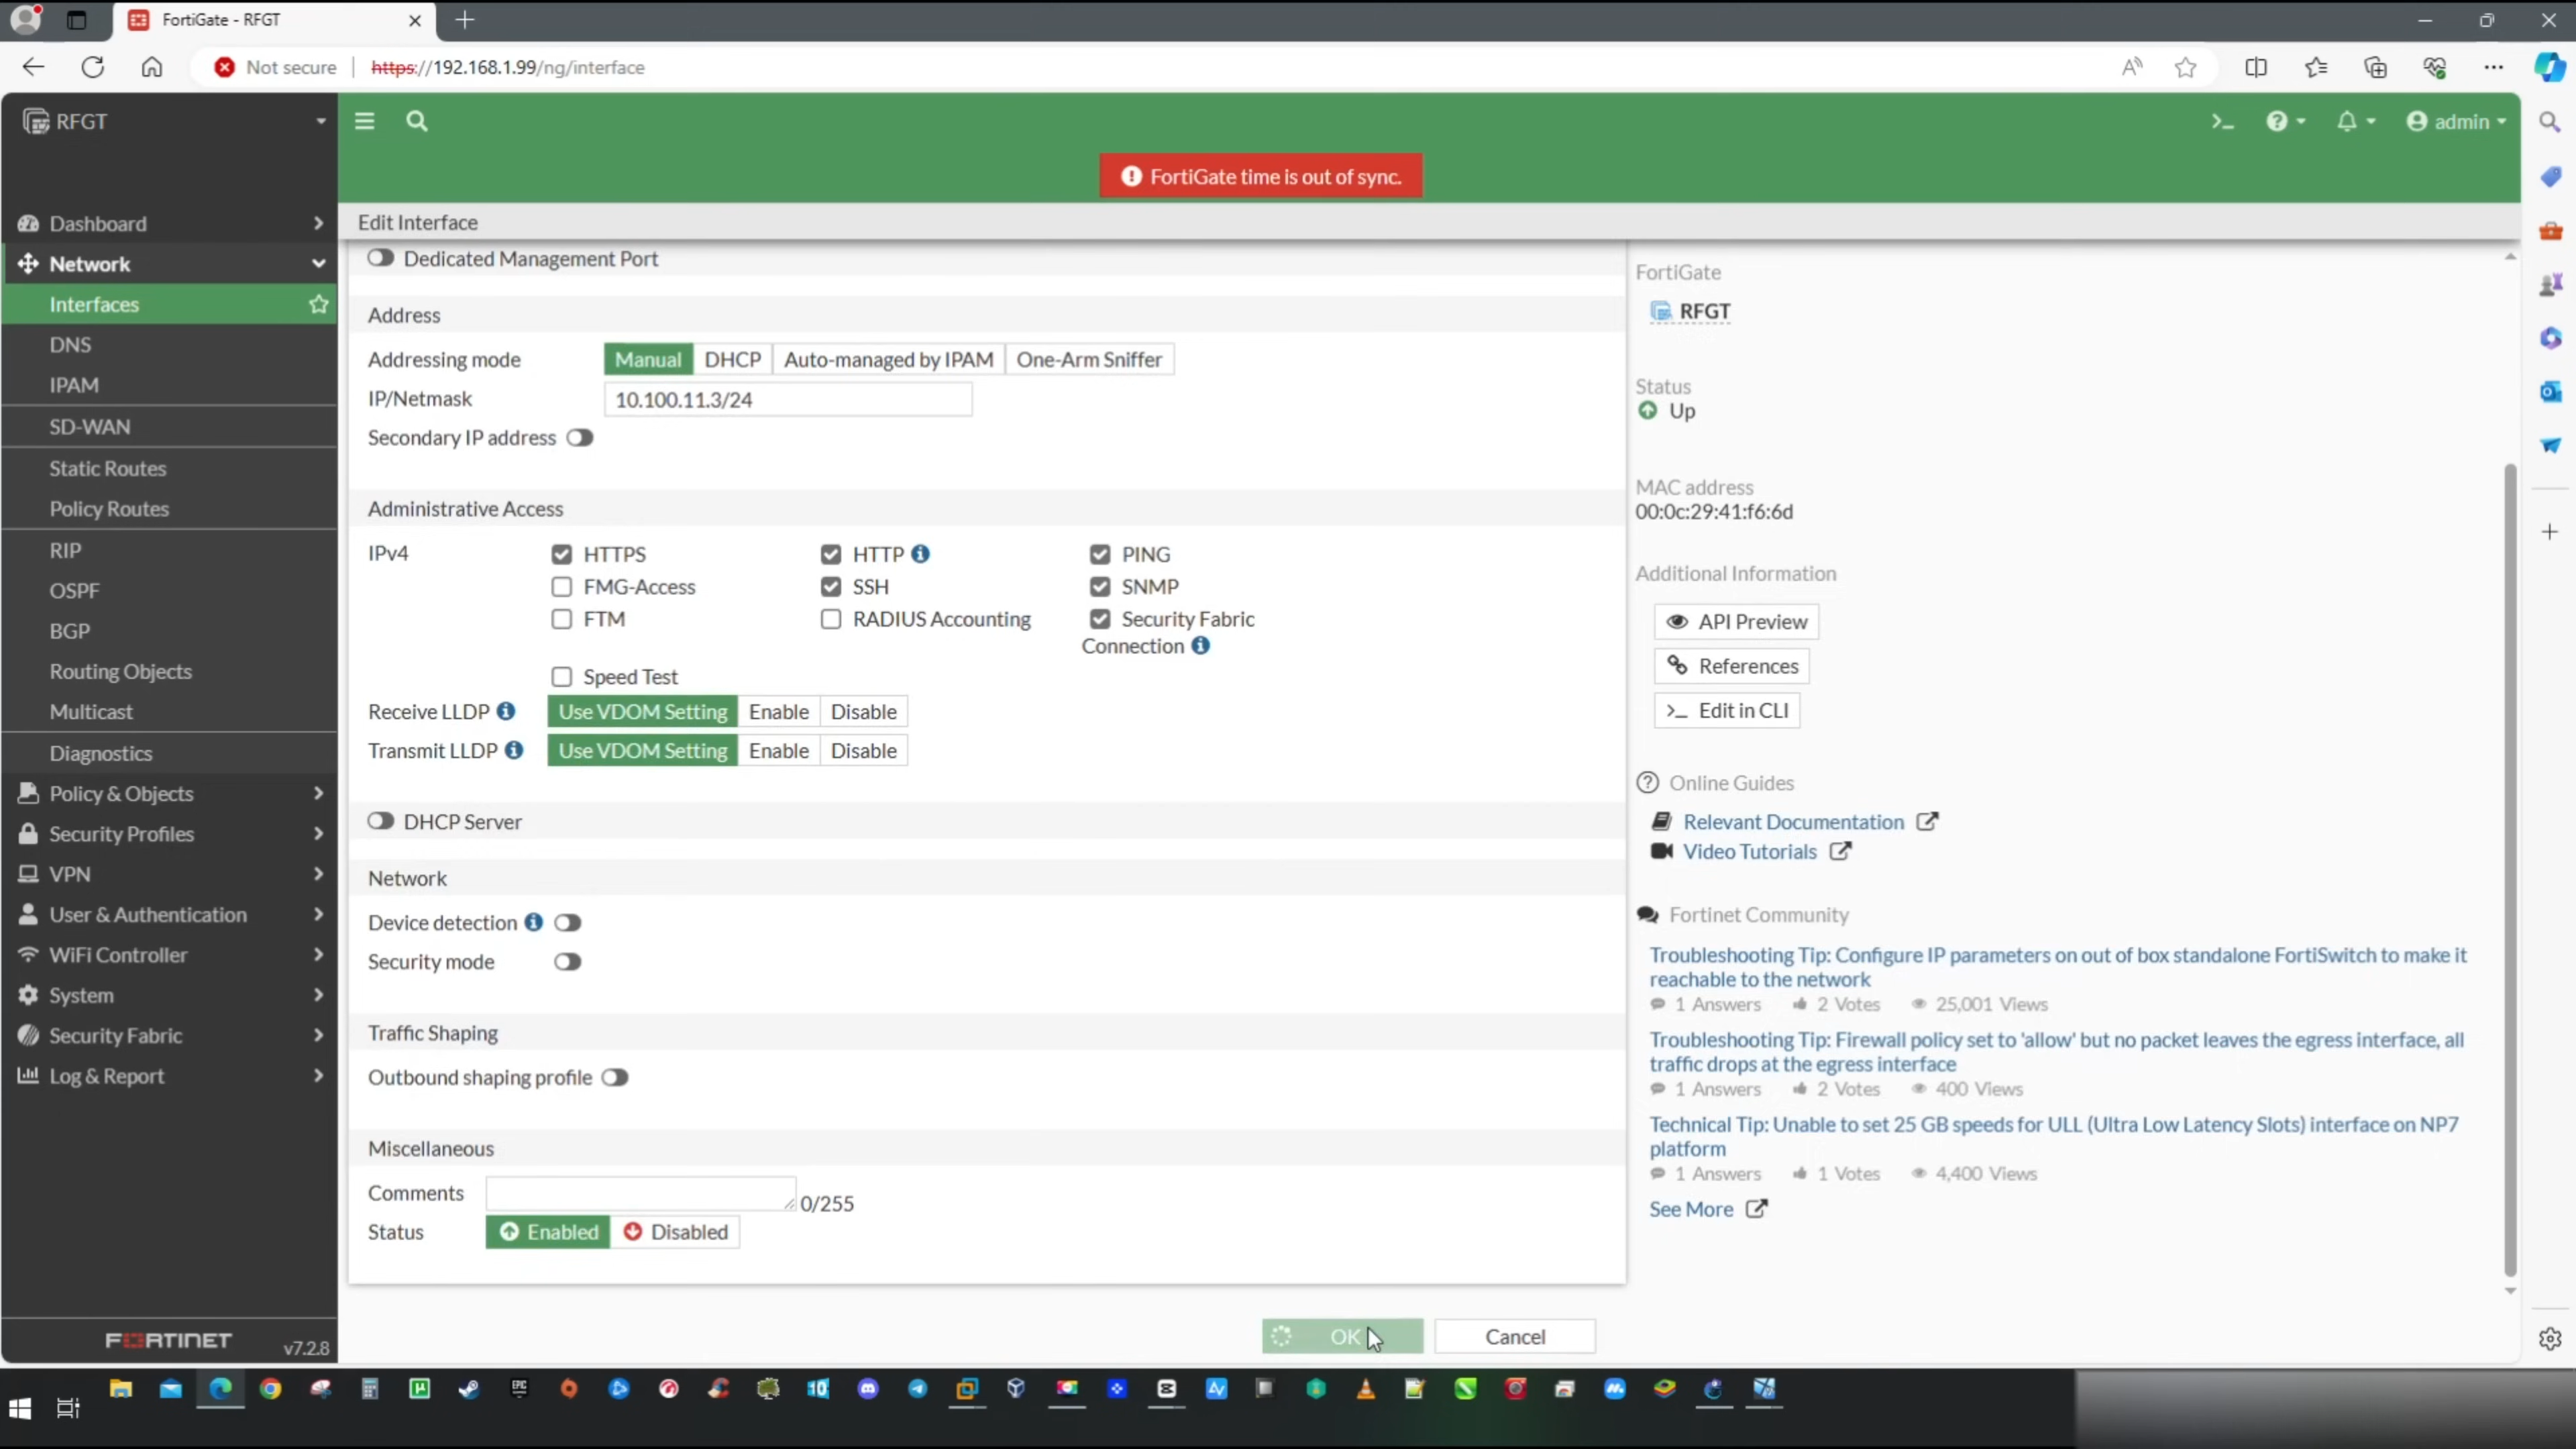 FortiGate - RFGT
Not secure
https://192.168.1.99/ng/interface
RFGT
admin
FortiGate time is out of sync.
Dashboard
Network
Interfaces
DNS
IPAM
SD-WAN
Static Routes
Policy Routes
RIP
OSPF
BGP
Routing Objects
Multicast
Diagnostics
Policy & Objects
Security Profiles
VPN
User & Authentication
WiFi Controller
System
Security Fabric
Log & Report
FORTINET
v7.2.8
Edit Interface
Dedicated Management Port
Address
Addressing mode Manual DHCP Auto-managed by IPAM One-Arm Sniffer
IP/Netmask 10.100.11.3/24
Secondary IP address
Administrative Access
IPv4 HTTPS HTTP PING
FMG-Access SSH SNMP
FTM RADIUS Accounting Security Fabric
Connection
Speed Test
Receive LLDP Use VDOM Setting Enable Disable
Transmit LLDP Use VDOM Setting Enable Disable
DHCP Server
Network
Device detection
Security mode
Traffic Shaping
Outbound shaping profile
Miscellaneous
Comments 0/255
Status Enabled Disabled
OK Cancel
FortiGate
RFGT
Status
Up
MAC address
00:0c:29:41:f6:6d
Additional Information
API Preview
References
>_ Edit in CLI
Online Guides
Relevant Documentation
Video Tutorials
Fortinet Community
Troubleshooting Tip: Configure IP parameters on out of box standalone FortiSwitch to make it
reachable to the network
1 Answers 2 Votes 25,001 Views
Troubleshooting Tip: Firewall policy set to 'allow' but no packet leaves the egress interface, all
traffic drops at the egress interface
1 Answers 2 Votes 400 Views
Technical Tip: Unable to set 25 GB speeds for ULL (Ultra Low Latency Slots) interface on NP7
platform
1 Answers 1 Votes 4,400 Views
See More